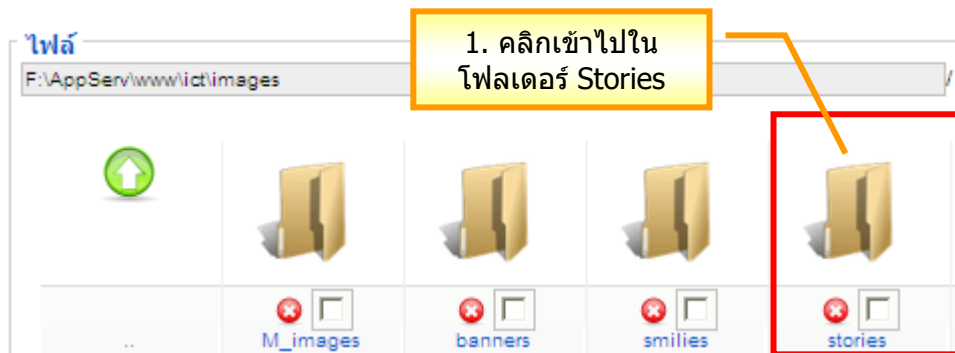 ไฟล์
1. คลิกเข้าไปใน
โฟลเดอร์ Stories
F:\AppServ\www\ict\images
/
..
M_images
banners
smilies
stories